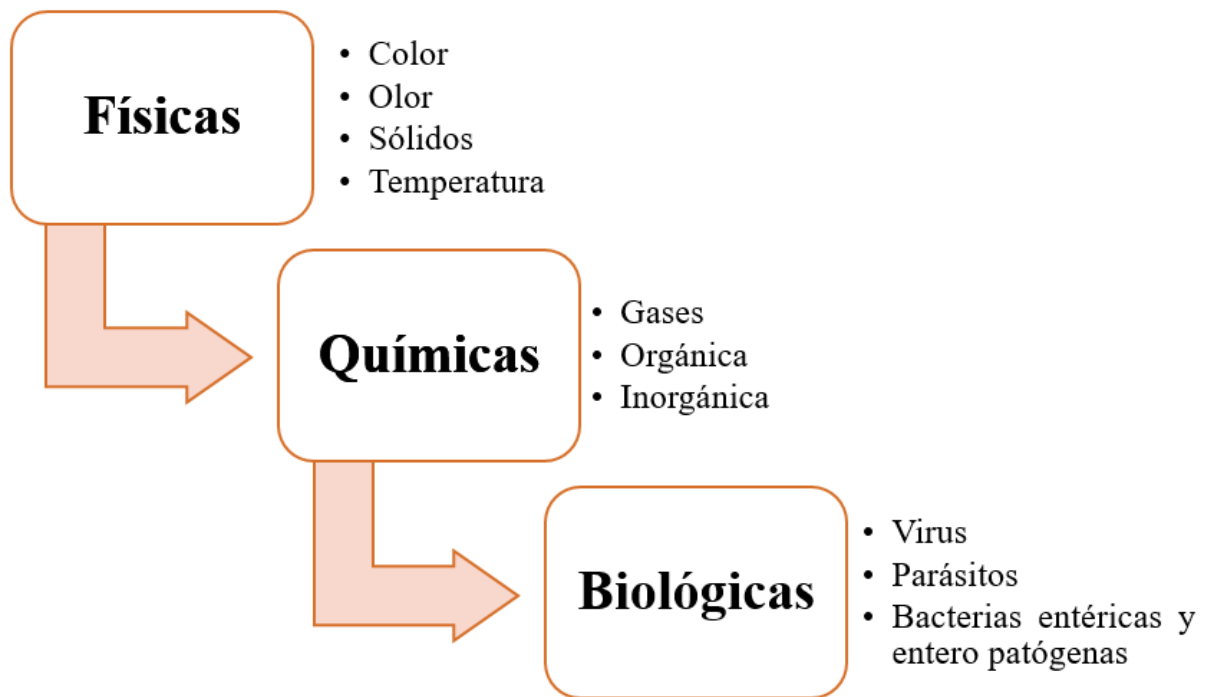 Físicas
• Color
• Olor
• Sólidos
• Temperatura
Químicas
• Gases
• Orgánica
• Inorgánica
Biológicas
• Virus
• Parásitos
• Bacterias entéricas y
entero patógenas